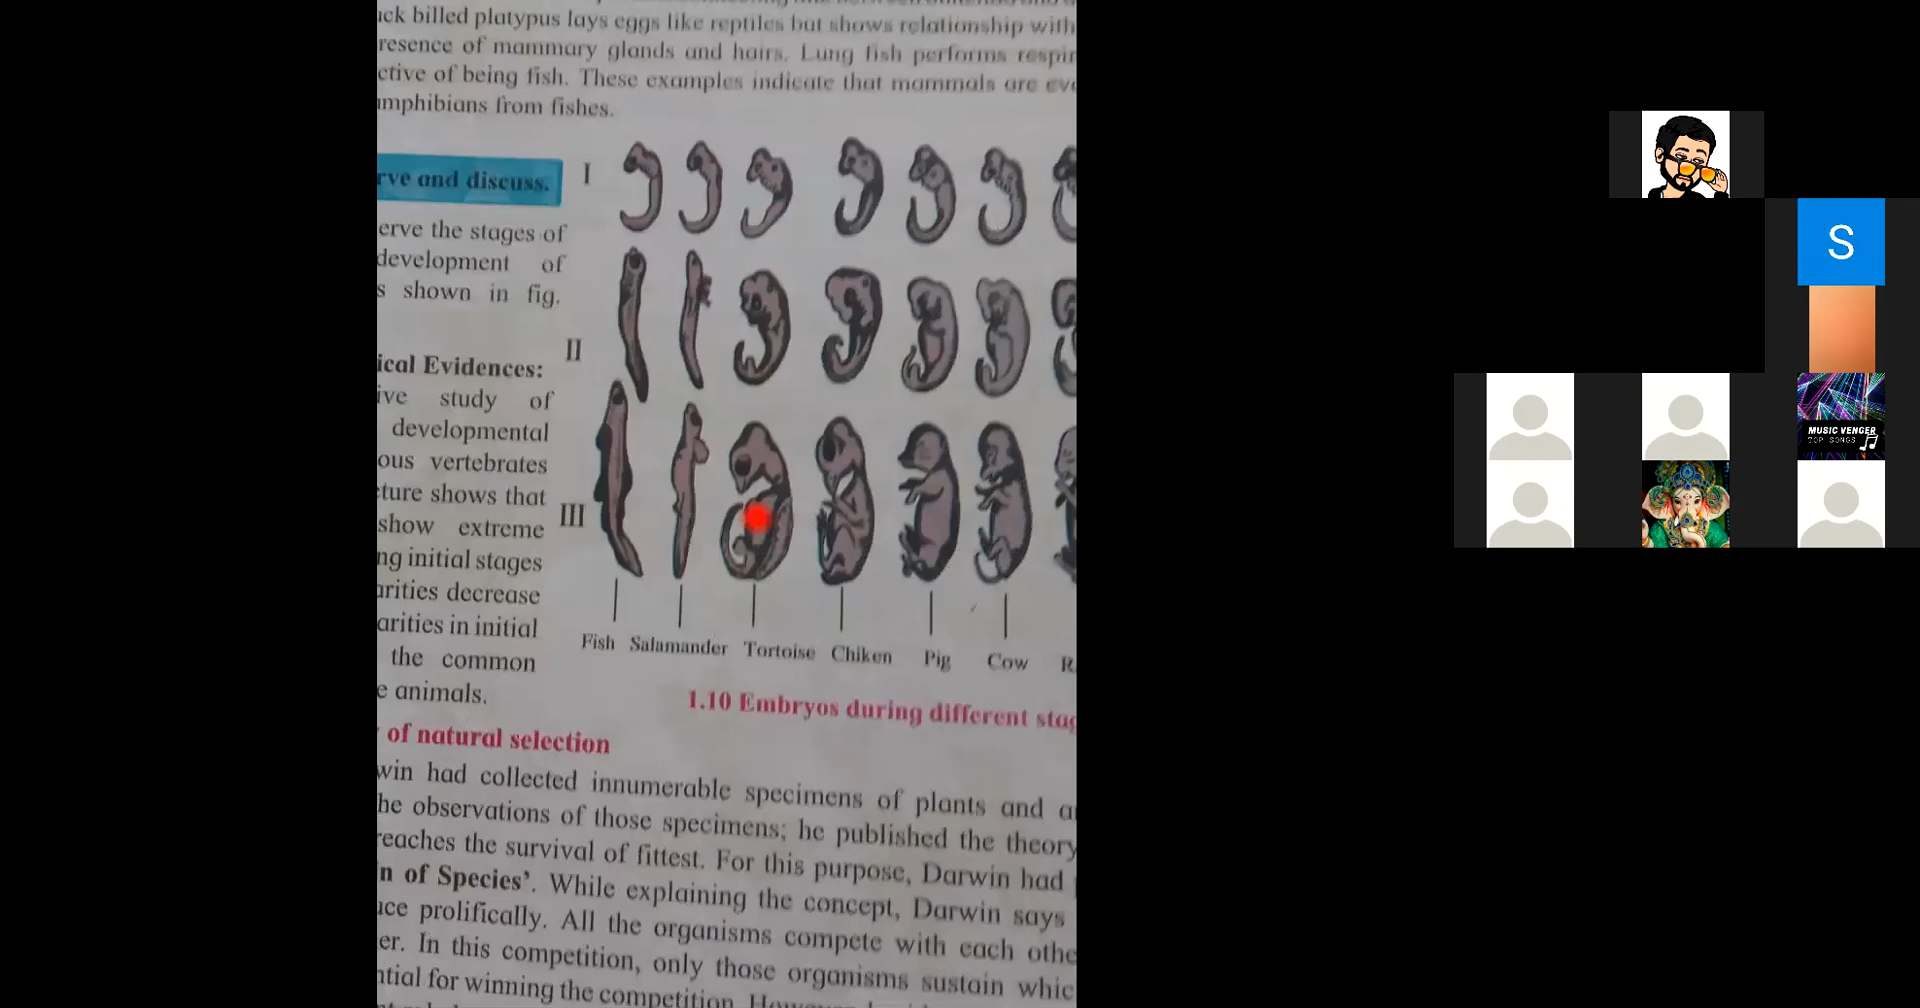 ick billed platypus lays eggs like reptiles but shows relationship with
resence of mammary glands and hairs. Lung fish performs respir
ctive of being fish. These examples indicate that mammals are eve
amphibians from fishes.
rve and discuss.
erve the stages of
development of
s shown in fig.
ical Evidences:
ive study of
developmental
ous vertebrates
cture shows that
show extreme
ng initial stages
arities decrease
arities in initial
the common
e animals.
I
II
III
Fish Salamander Tortoise Chiken Pig Cow R
1.10 Embryos during different stag
of natural selection
win had collected innumerable specimens of plants and a
he observations of those specimens; he published the theory
reaches the survival of fittest. For this purpose, Darwin had
n of Species'. While explaining the concept, Darwin says
uce prolifically. All the organisms compete with each othe
er. In this competition, only those organisms sustain whic
ntial for winning the competition.
S
MUSIC VENGER
TOP SONGS